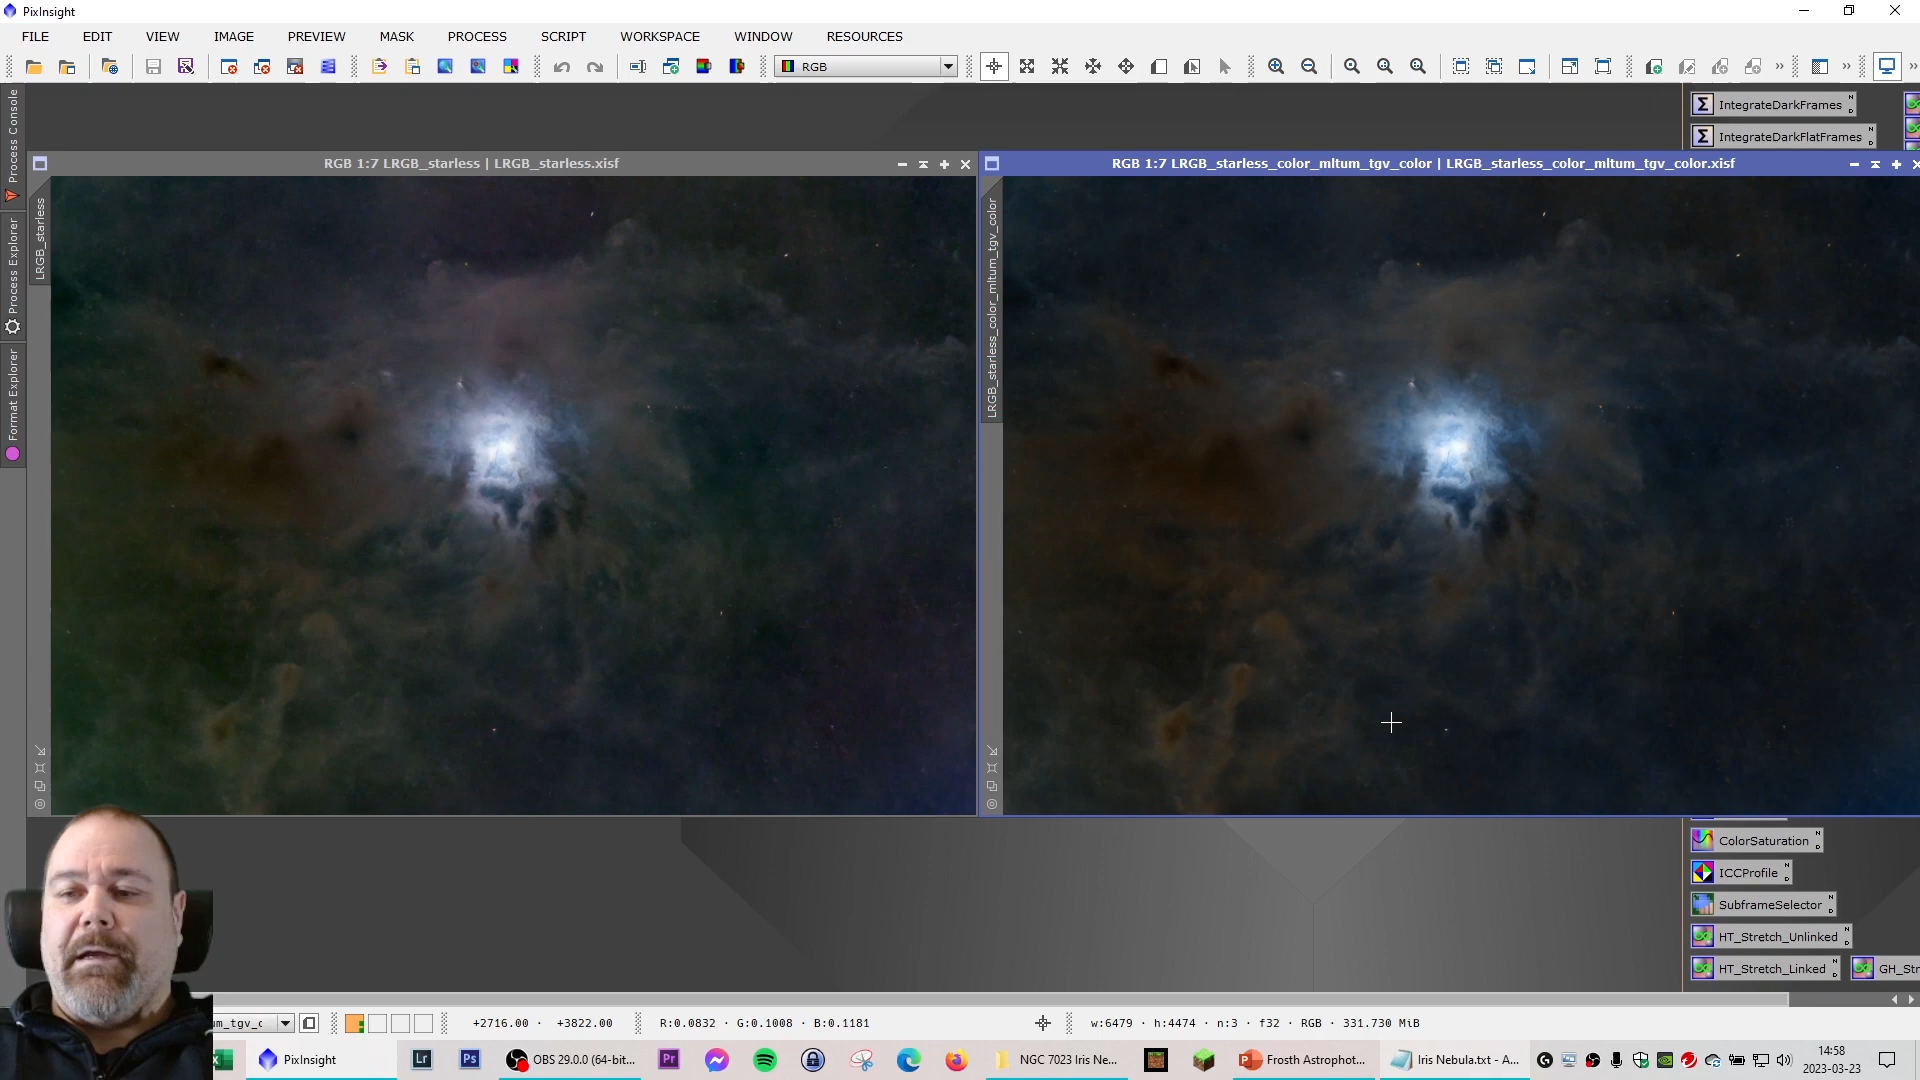 PixInsight
FILE EDIT VIEW IMAGE PREVIEW MASK PROCESS SCRIPT WORKSPACE WINDOW RESOURCES
RGB
Process Console
Process Explorer
Format Explorer
IntegrateDarkFrames
IntegrateDarkFlatFrames
RGB 1:7 LRGB_starless | LRGB_starless.xisf
LRGB_starless
RGB 1:7 LRGB_starless_color_mltum_tgv_color | LRGB_starless_color_mltum_tgv_color.xisf
LRGB_starless_color_mltum_tgv_color
ColorSaturation
ICCProfile
SubframeSelector
HT_Stretch_Unlinked
HT_Stretch_Linked
GH_Str
um_tgv_c
+2716.00 · +3822.00
R:0.0832 · G:0.1008 · B:0.1181
w:6479 · h:4474 · n:3 · f32 · RGB · 331.730 MiB
PixInsight
Lr
Ps
OBS 29.0.0 (64-bit...
Pr
NGC 7023 Iris Ne...
Frosth Astrophot...
Iris Nebula.txt - A...
14:58
2023-03-23